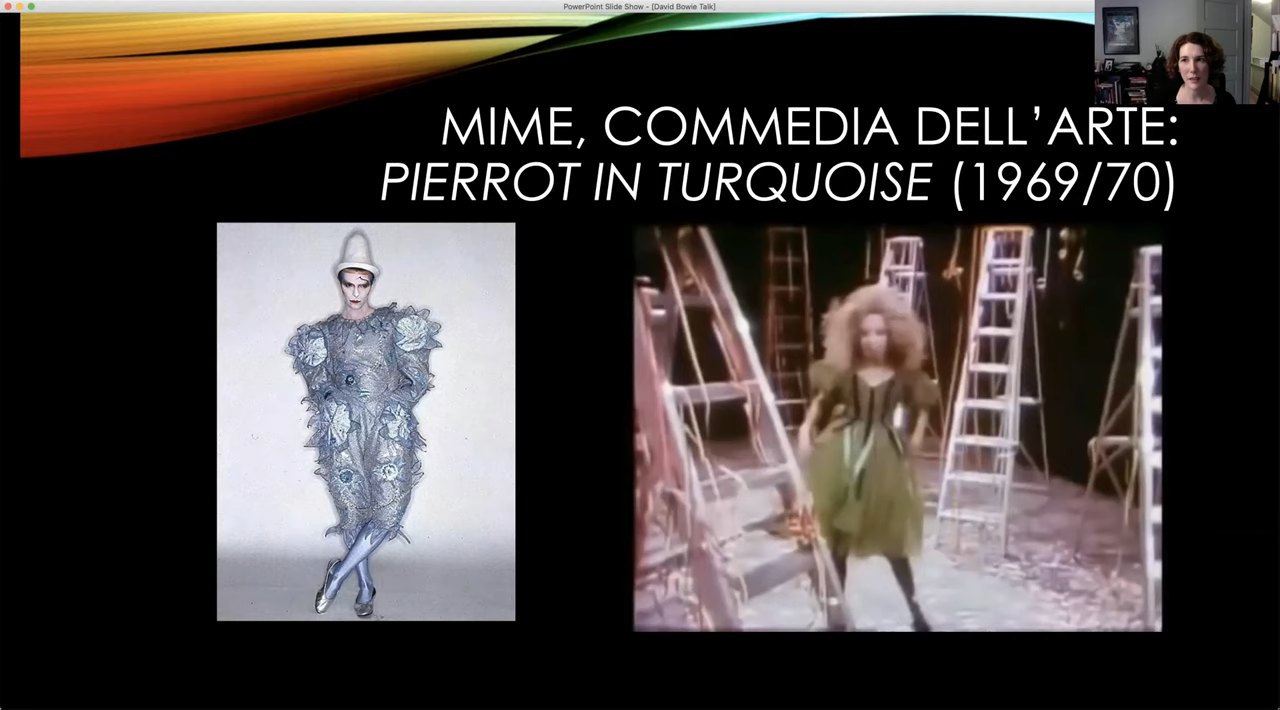 PowerPoint Slide Show - [David Bowie Talk]
MIME, COMMEDIA DELL’ARTE:
PIERROT IN TURQUOISE (1969/70)